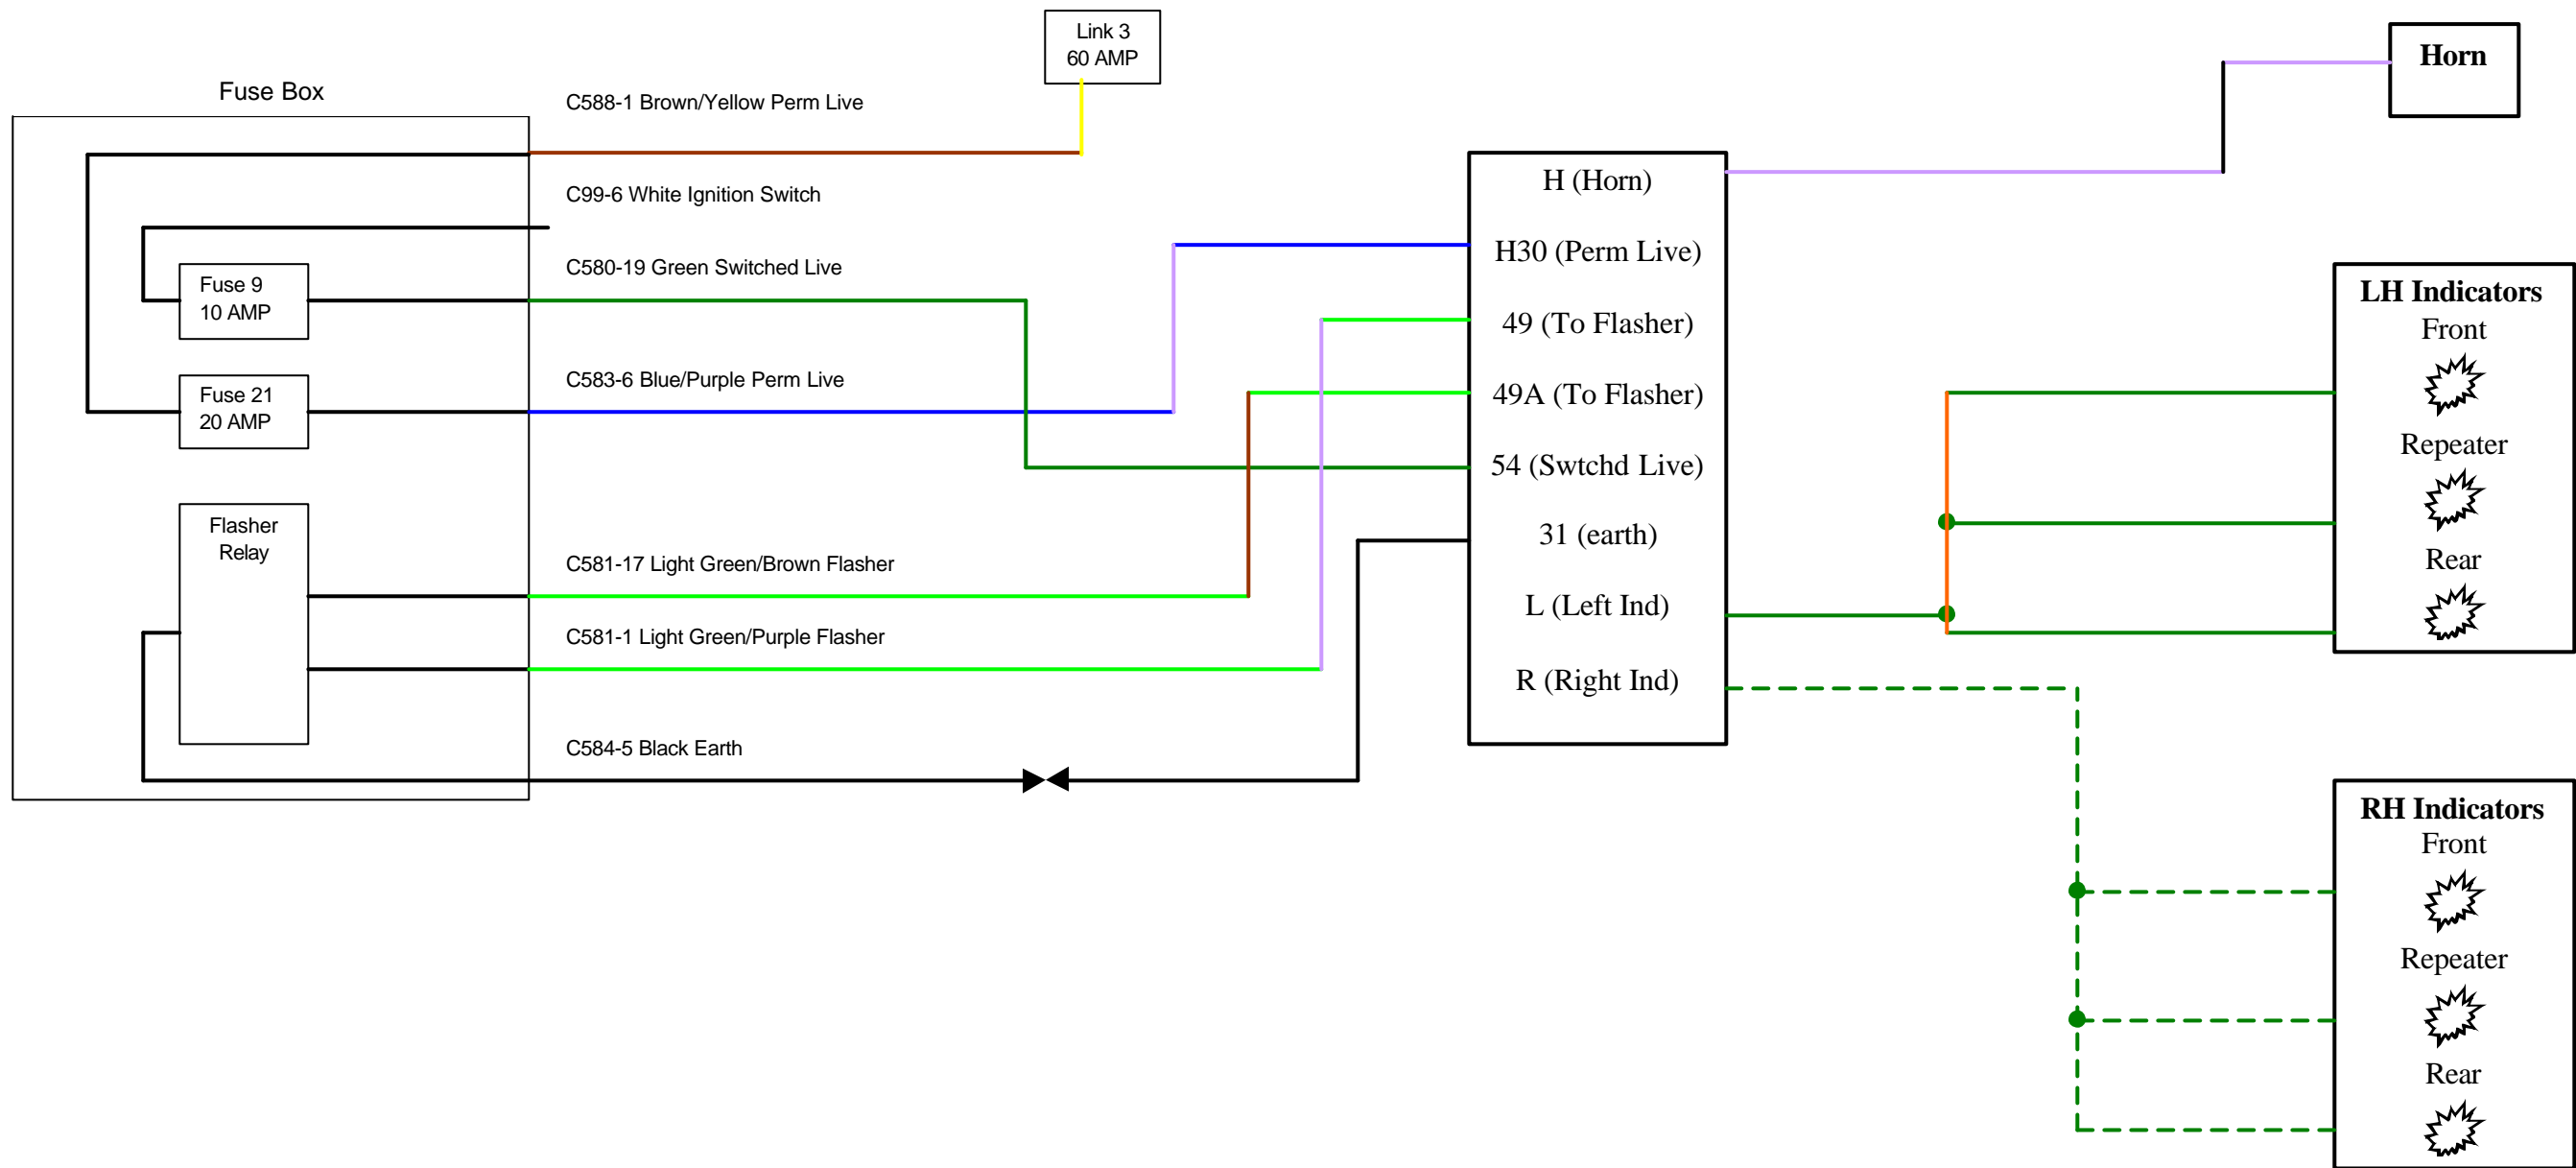 Link 3
60 AMP
Horn
Fuse Box
C588-1 Brown/Yellow Perm Live
C99-6 White Ignition Switch
C580-19 Green Switched Live
Fuse 9
10 AMP
C583-6 Blue/Purple Perm Live
Fuse 21
20 AMP
Flasher
Relay
C581-17 Light Green/Brown Flasher
C581-1 Light Green/Purple Flasher
C584-5 Black Earth
H (Horn)
H30 (Perm Live)
49 (To Flasher)
49A (To Flasher)
54 (Swtchd Live)
31 (earth)
L (Left Ind)
R (Right Ind)
LH Indicators
Front
Repeater
Rear
RH Indicators
Front
Repeater
Rear